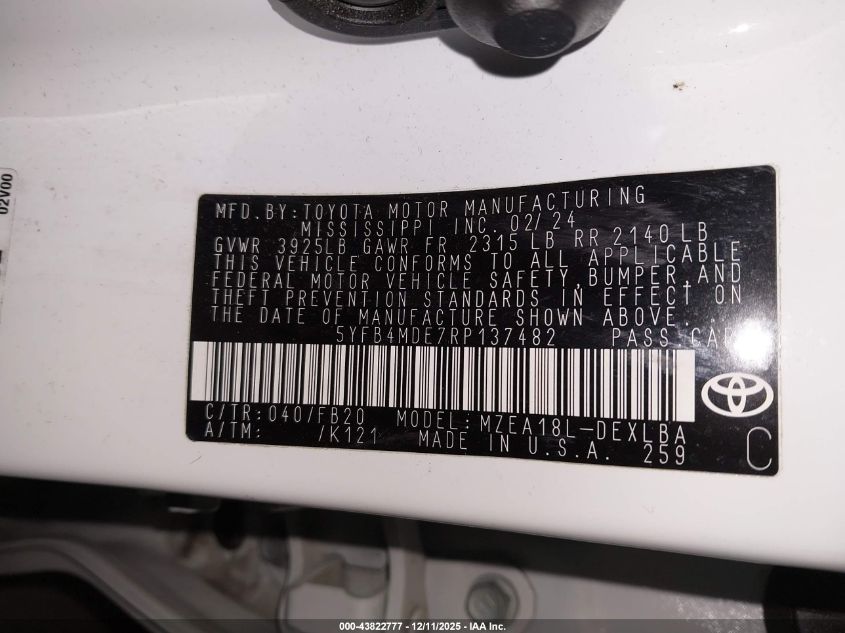 02V00
MFD.BY:TOYOTA MOTOR MANUFACTURING
MISSISSIPPI INC. 02/24
GVWR 3925LB GAWR FR 2315 LB RR 2140 LB
THIS VEHICLE CONFORMS TO ALL APPLICABLE
FEDERAL MOTOR VEHICLE SAFETY,BUMPER,AND
THEFT PREVENTION STANDARDS IN EFFECT ON
THE DATE OF MANUFACTURE SHOWN ABOVE.
5YFB4MDE7RP137482 PASS CAR
C/TR:040/FB20 MODEL:MZEA18L-DEXLBA
A/TM: /K121 MADE IN U.S.A. 259 C
000-43822777 - 12/11/2025 - IAA Inc.